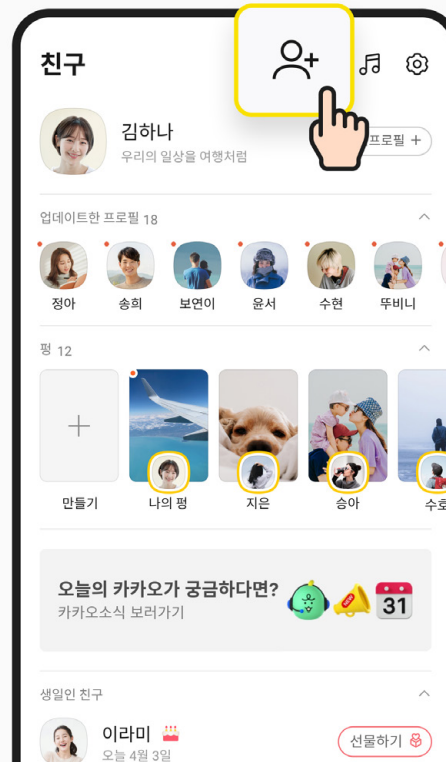 친구
김하나
우리의 일상을 여행처럼
프로필 +
업데이트한 프로필 18
정아 송희 보연이 윤서 수현 뚜비니
펑 12
만들기 나의 펑 지은 승아 수호
오늘의 카카오가 궁금하다면?
카카오소식 보러가기
31
생일인 친구
이라미
오늘 4월 3일
선물하기